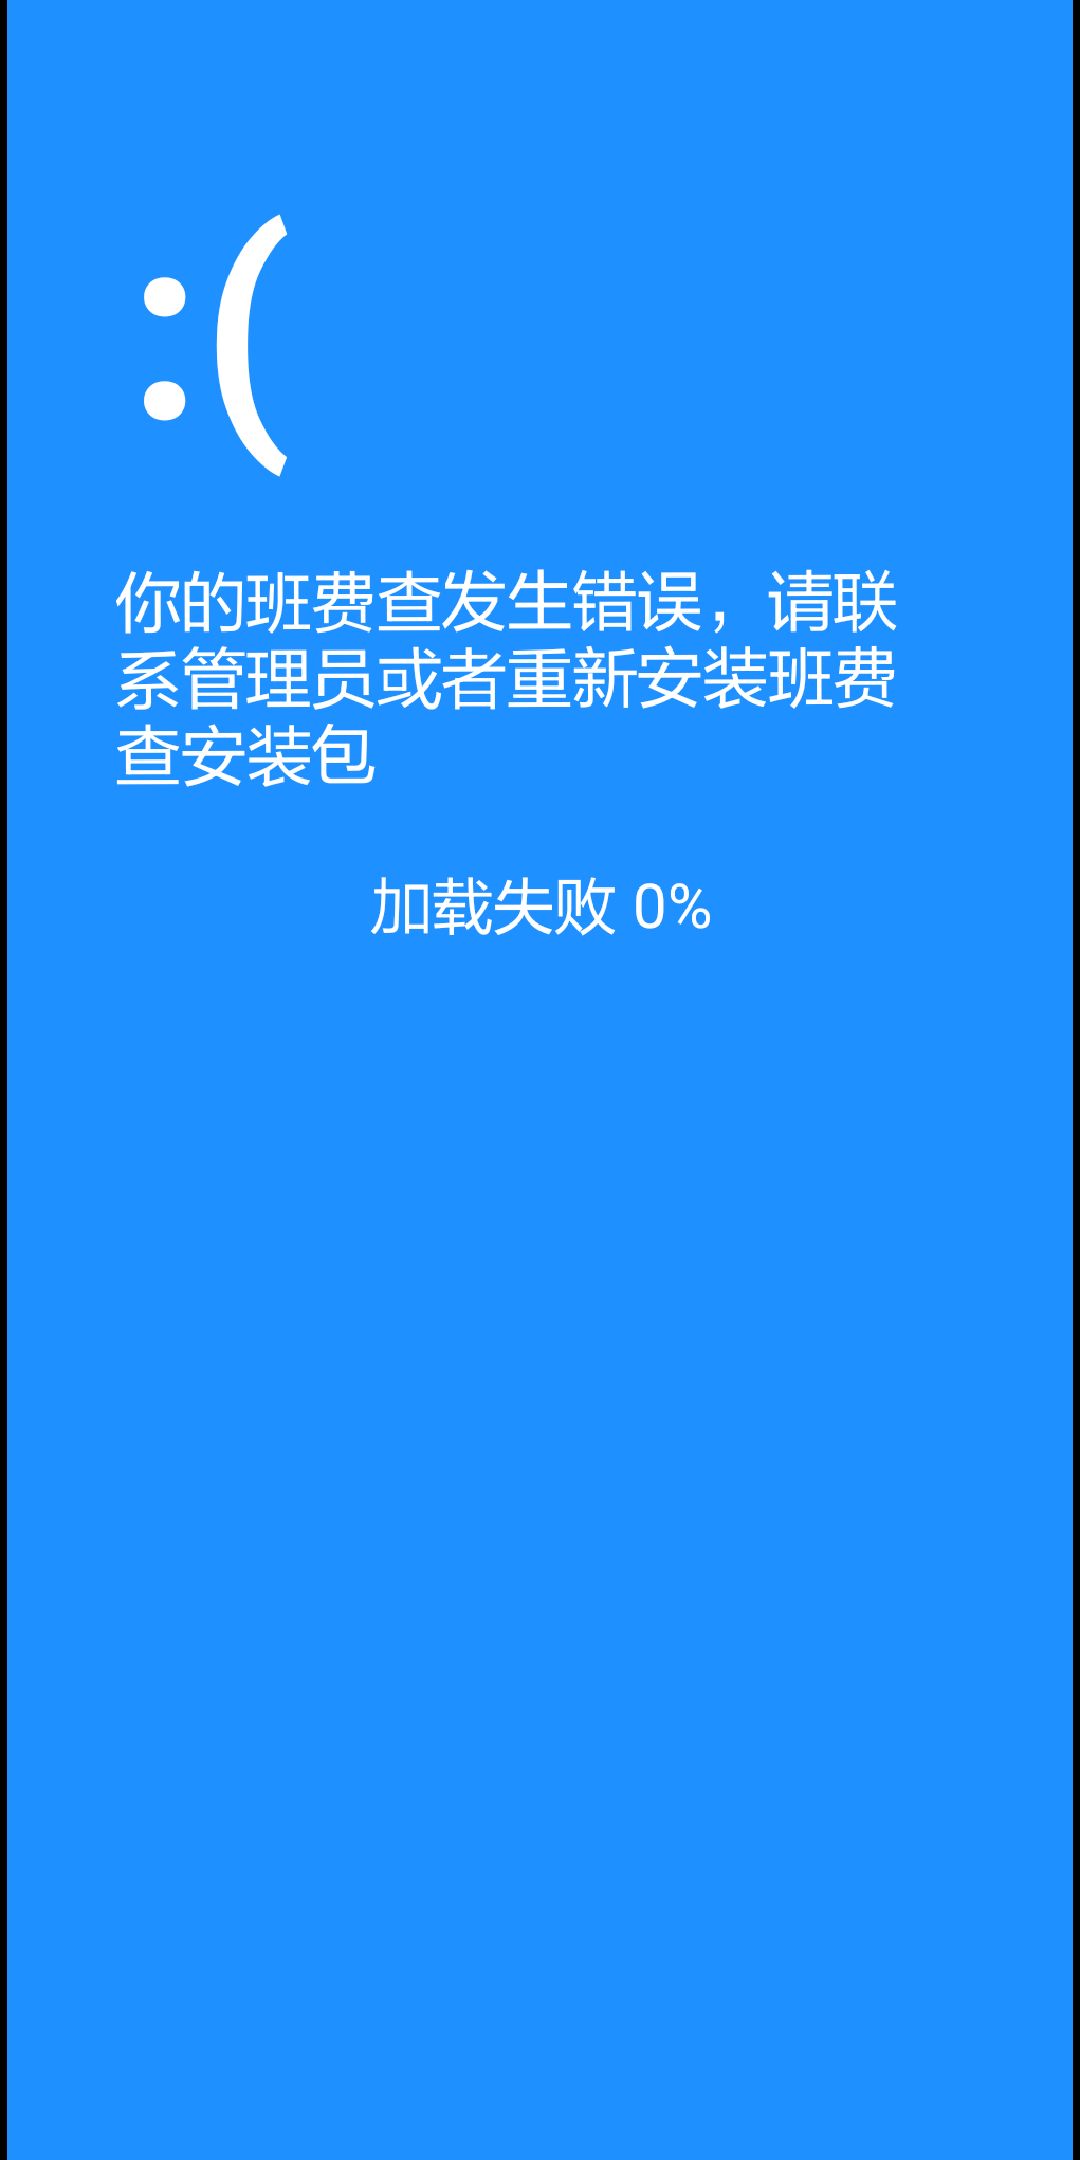 :(
你的班费查发生错误，请联
系管理员或者重新安装班费
查安装包
加载失败 0%